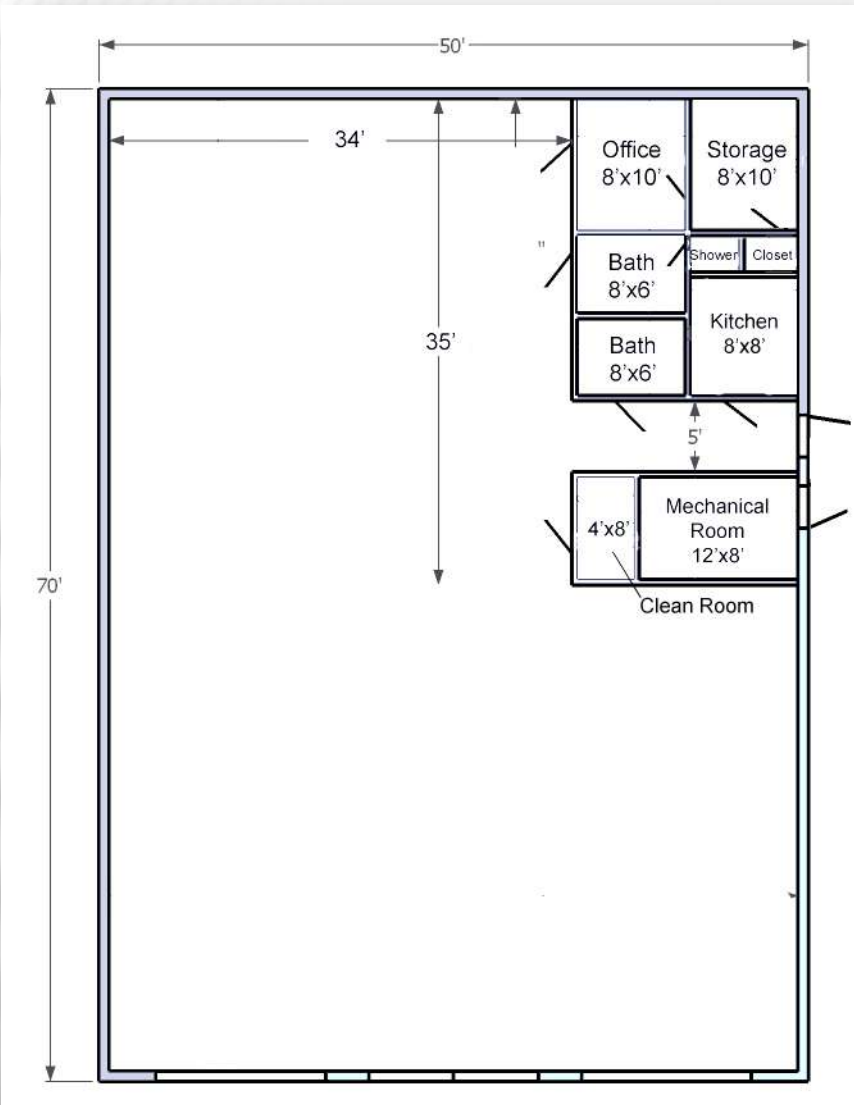 50'
34'
Office
8'x10'
Storage
8'x10'
"
Bath
8'x6'
Shower
Closet
Kitchen
8'x8'
35'
Bath
8'x6'
5'
4'x8'
Mechanical
Room
12'x8'
70'
Clean Room